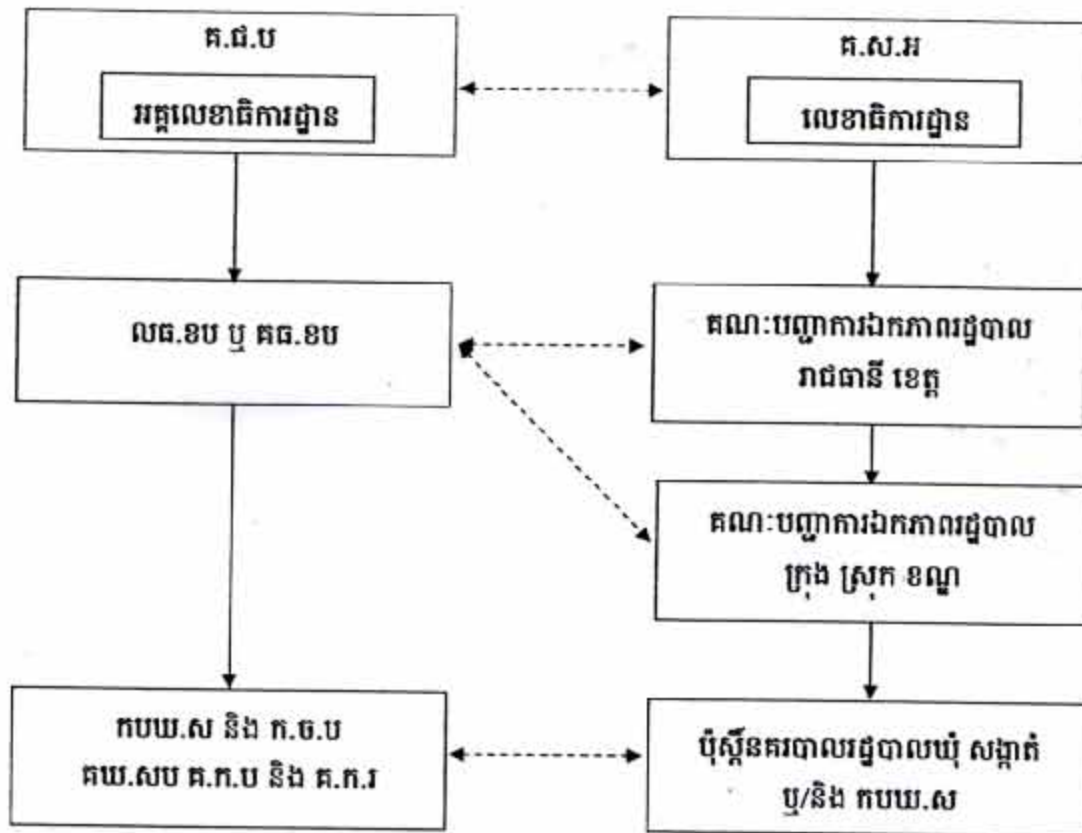 គ.ជ.ប
អគ្គលេខាធិការដ្ឋាន
គ.ស.អ
លេខាធិការដ្ឋាន
លធ.ខប ឬ គធ.ខប
គណៈបញ្ជាការឯកភាពរដ្ឋបាល
រាជធានី ខេត្ត
គណៈបញ្ជាការឯកភាពរដ្ឋបាល
ក្រុង ស្រុក ខណ្ឌ
កបឃ.ស និង ក.ច.ប
គឃ.សប គ.ក.ប និង គ.ក.រ
ប៉ុស្តិ៍នគរបាលរដ្ឋបាលឃុំ សង្កាត់
ឬ/និង កបឃ.ស